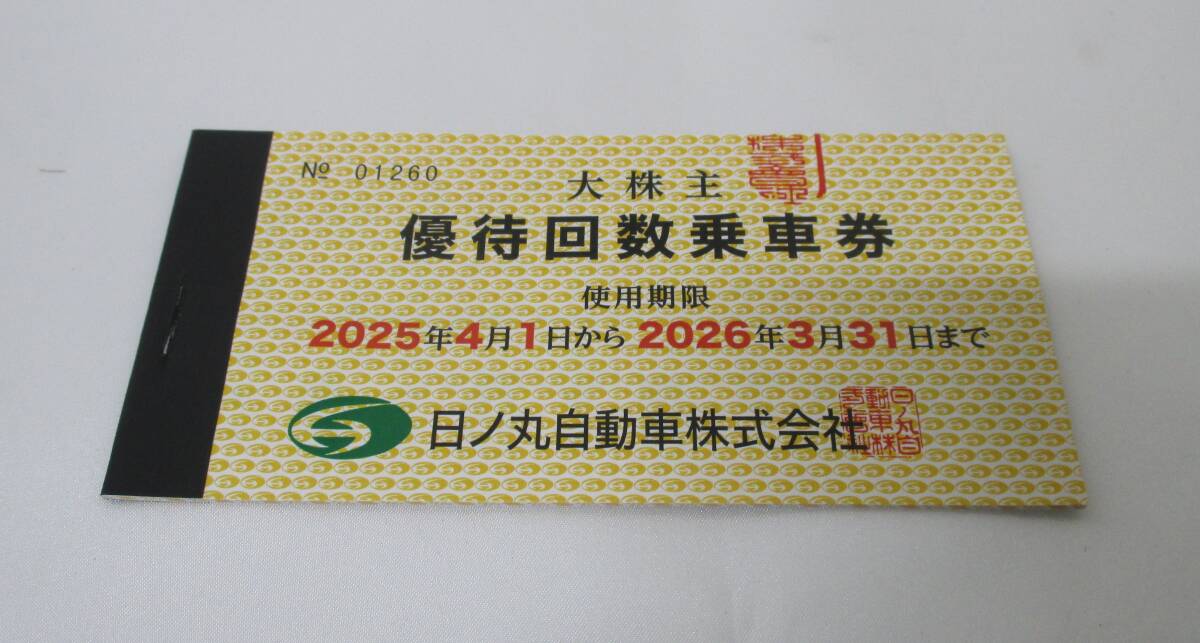 № 01260
大株主
優待回数乗車券
使用期限
2025年4月1日から2026年3月31日まで
日ノ丸自動車株式会社